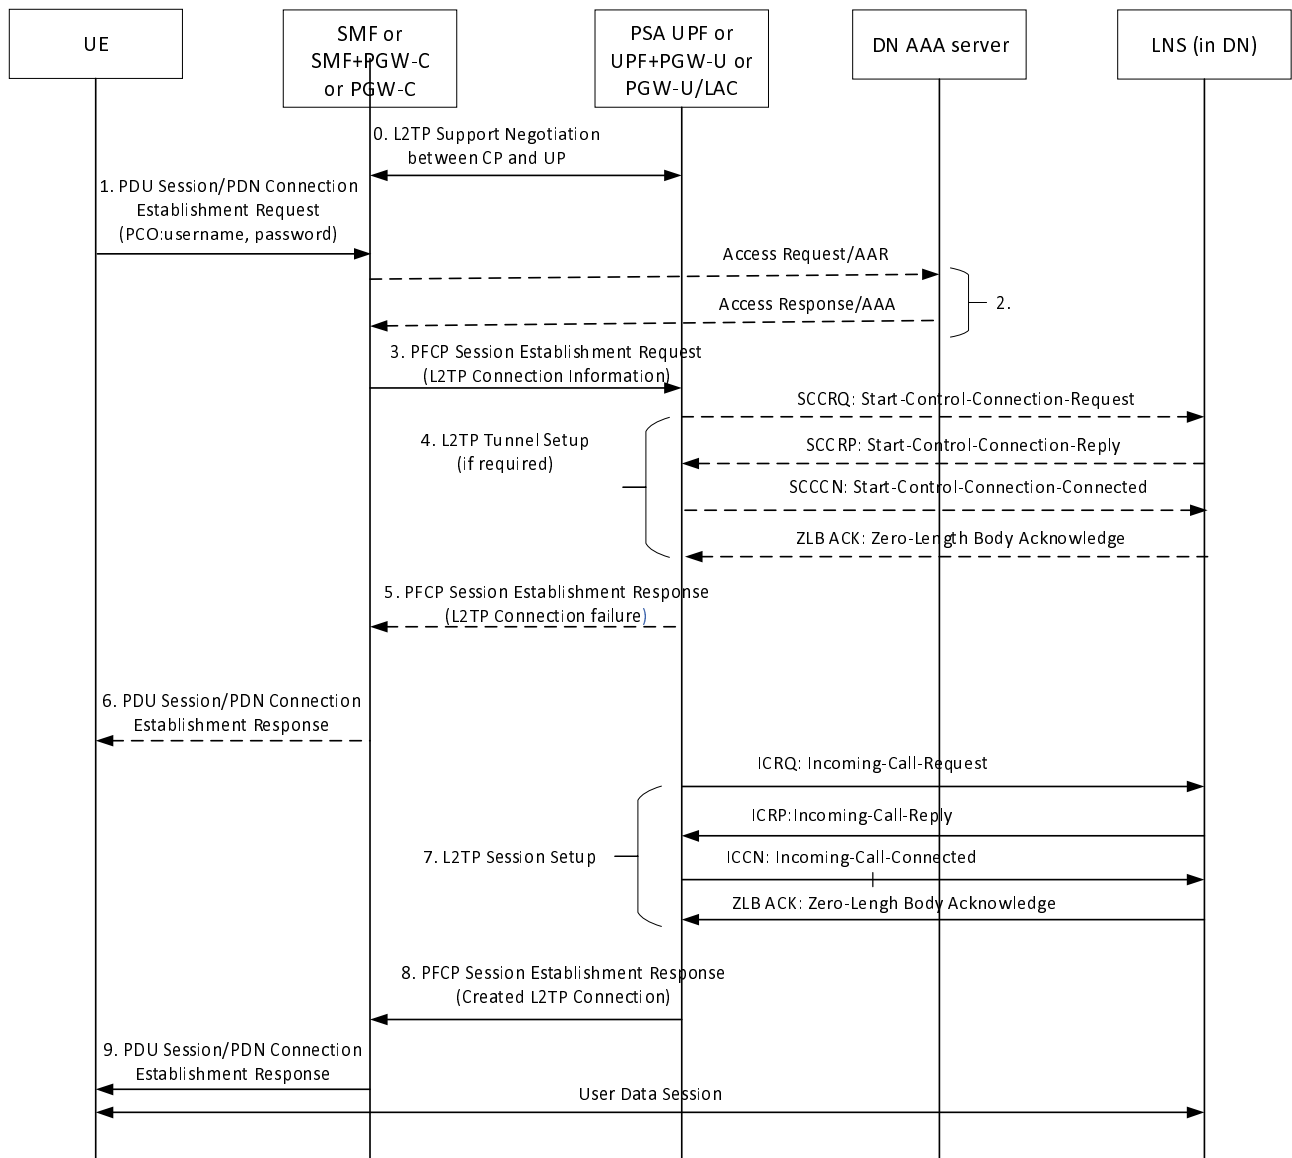 UE
SMF or
SMF+PGW-C
or PGW-C
PSA UPF or
UPF+PGW-U or
PGW-U/LAC
DN AAA server
LNS (in DN)
0. L2TP Support Negotiation
between CP and UP
1. PDU Session/PDN Connection
Establishment Request
(PCO:username, password)
Access Request/AAR
Access Response/AAA
2.
3. PFCP Session Establishment Request
(L2TP Connection Information)
SCCRQ: Start-Control-Connection-Request
4. L2TP Tunnel Setup
(if required)
SCCRP: Start-Control-Connection-Reply
SCCCN: Start-Control-Connection-Connected
ZLB ACK: Zero-Length Body Acknowledge
5. PFCP Session Establishment Response
(L2TP Connection failure)
6. PDU Session/PDN Connection
Establishment Response
ICRQ: Incoming-Call-Request
ICRP:Incoming-Call-Reply
7. L2TP Session Setup
ICCN: Incoming-Call-Connected
ZLB ACK: Zero-Lengh Body Acknowledge
8. PFCP Session Establishment Response
(Created L2TP Connection)
9. PDU Session/PDN Connection
Establishment Response
User Data Session